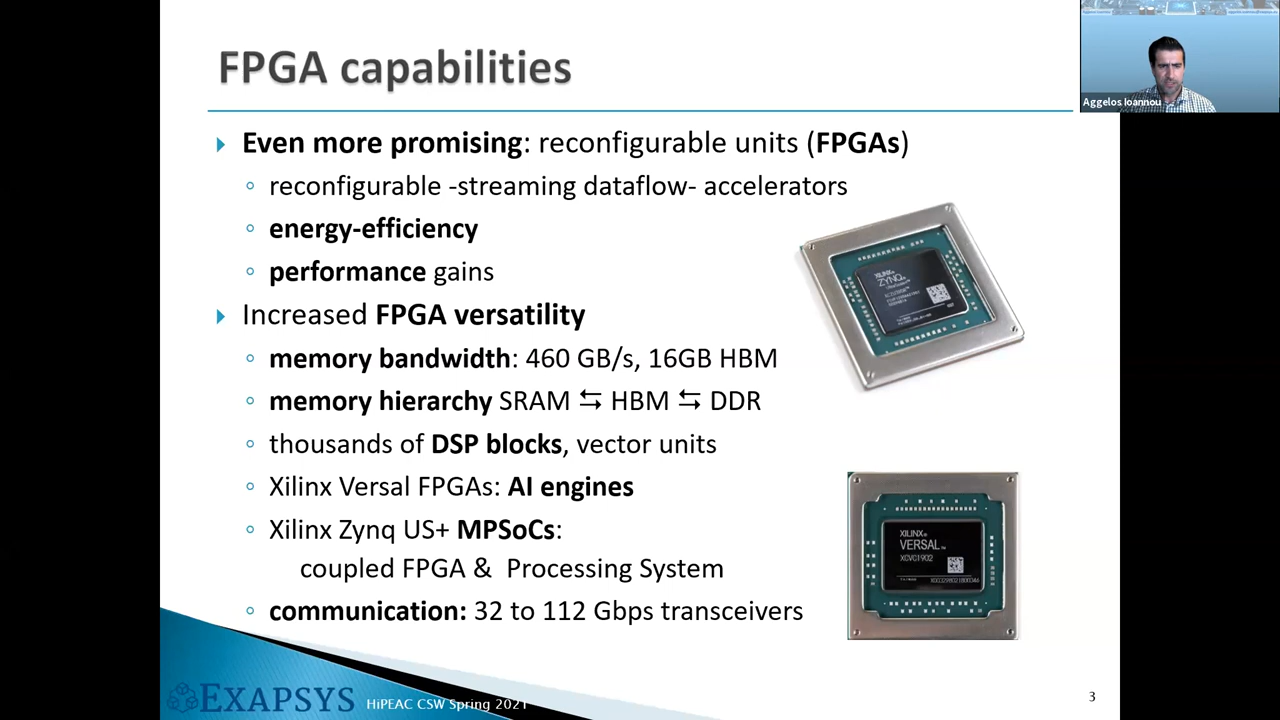 FPGA capabilities
Aggelos Ioannou
Even more promising: reconfigurable units (FPGAs)
reconfigurable -streaming dataflow- accelerators
energy-efficiency
performance gains
Increased FPGA versatility
memory bandwidth: 460 GB/s, 16GB HBM
memory hierarchy SRAM ⇆ HBM ⇆ DDR
thousands of DSP blocks, vector units
Xilinx Versal FPGAs: AI engines
Xilinx Zynq US+ MPSoCs:
coupled FPGA & Processing System
communication: 32 to 112 Gbps transceivers
XILINX
ZYNQ
XILINX
VERSAL
XCVC1902
EXAPSYS
HiPEAC CSW Spring 2021
3